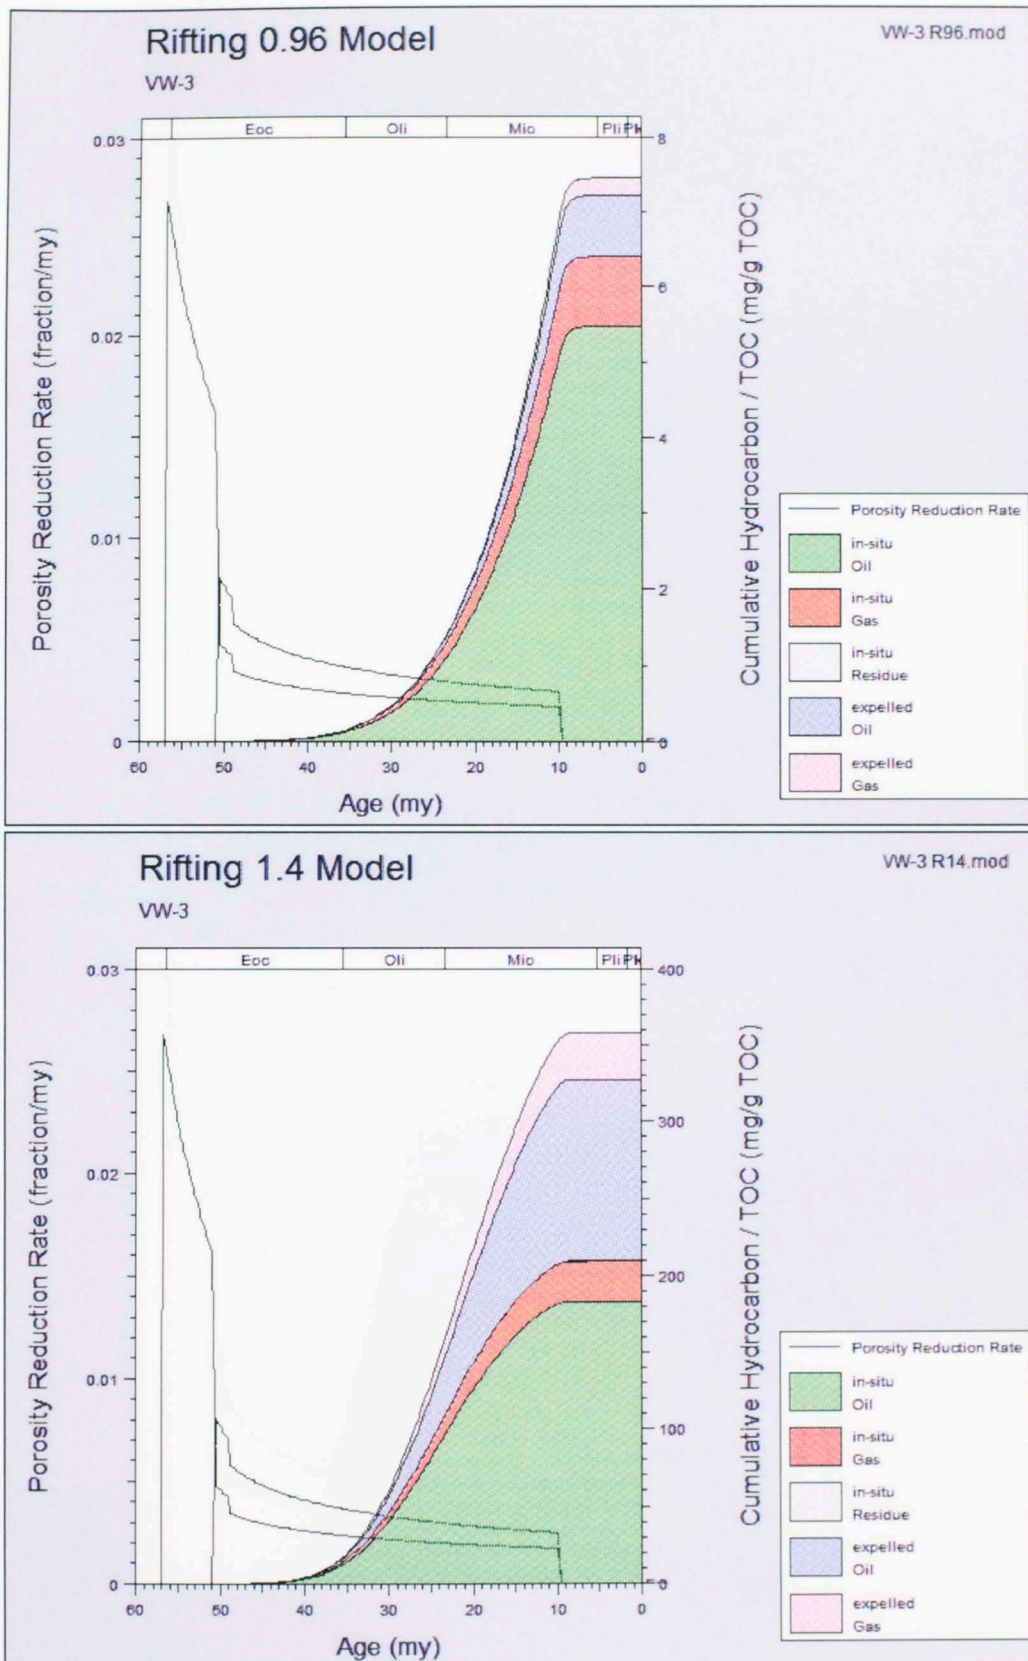 Rifting 0.96 Model
VW-3 R96.mod
VW-3
Eoc Oli Mio Pli
0.03
0.02
0.01
0
8
6
4
2
0
60 50 40 30 20 10 0
Porosity Reduction Rate (fraction/my)
Cumulative Hydrocarbon / TOC (mg/g TOC)
Age (my)
Porosity Reduction Rate
in-situ
Oil
in-situ
Gas
in-situ
Residue
expelled
Oil
expelled
Gas
Rifting 1.4 Model
VW-3 R14.mod
VW-3
Eoc Oli Mio Pli
0.03
0.02
0.01
0
400
300
200
100
0
60 50 40 30 20 10 0
Porosity Reduction Rate (fraction/my)
Cumulative Hydrocarbon / TOC (mg/g TOC)
Age (my)
Porosity Reduction Rate
in-situ
Oil
in-situ
Gas
in-situ
Residue
expelled
Oil
expelled
Gas